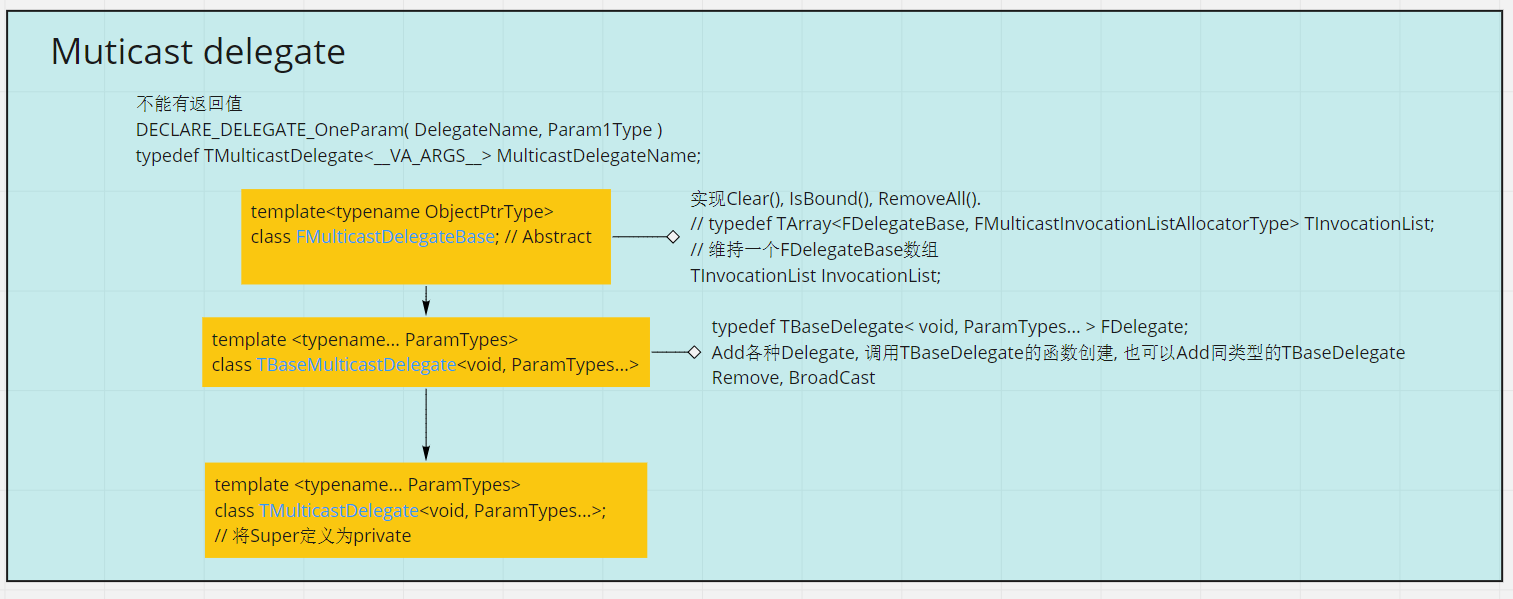 Muticast delegate
不能有返回值
DECLARE_DELEGATE_OneParam( DelegateName, Param1Type )
typedef TMulticastDelegate<__VA_ARGS__> MulticastDelegateName;
template<typename ObjectPtrType>
class FMulticastDelegateBase; // Abstract
实现Clear(), IsBound(), RemoveAll().
// typedef TArray<FDelegateBase, FMulticastInvocationListAllocatorType> TInvocationList;
// 维持一个FDelegateBase数组
TInvocationList InvocationList;
template <typename... ParamTypes>
class TBaseMulticastDelegate<void, ParamTypes...>
typedef TBaseDelegate< void, ParamTypes... > FDelegate;
Add各种Delegate, 调用TBaseDelegate的函数创建, 也可以Add同类型的TBaseDelegate
Remove, BroadCast
template <typename... ParamTypes>
class TMulticastDelegate<void, ParamTypes...>;
// 将Super定义为private